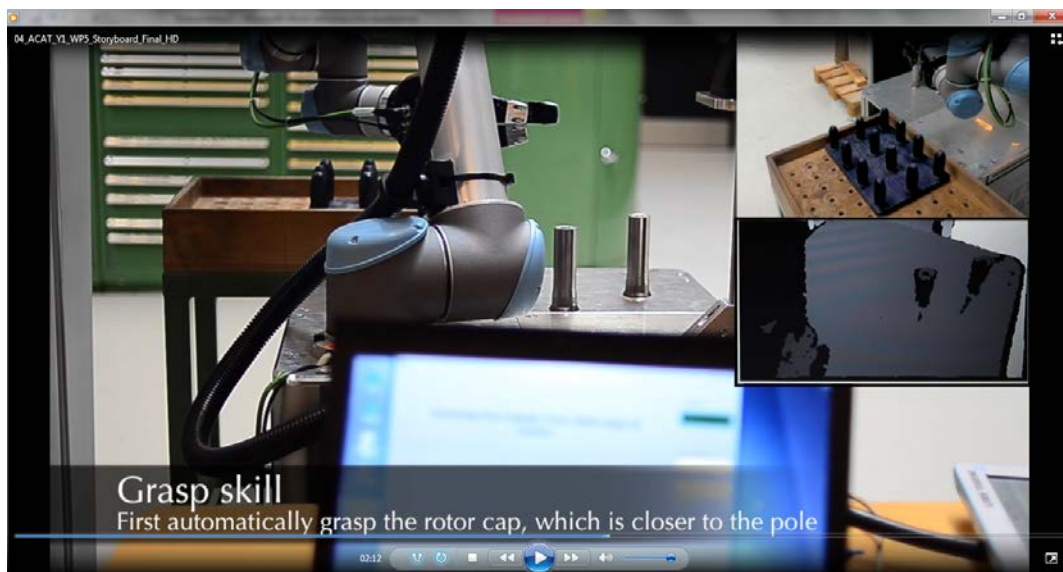 04_ACAT_Y1_WP5_Storyboard_Final_HD
Grasp skill
First automatically grasp the rotor cap, which is closer to the pole
02:12